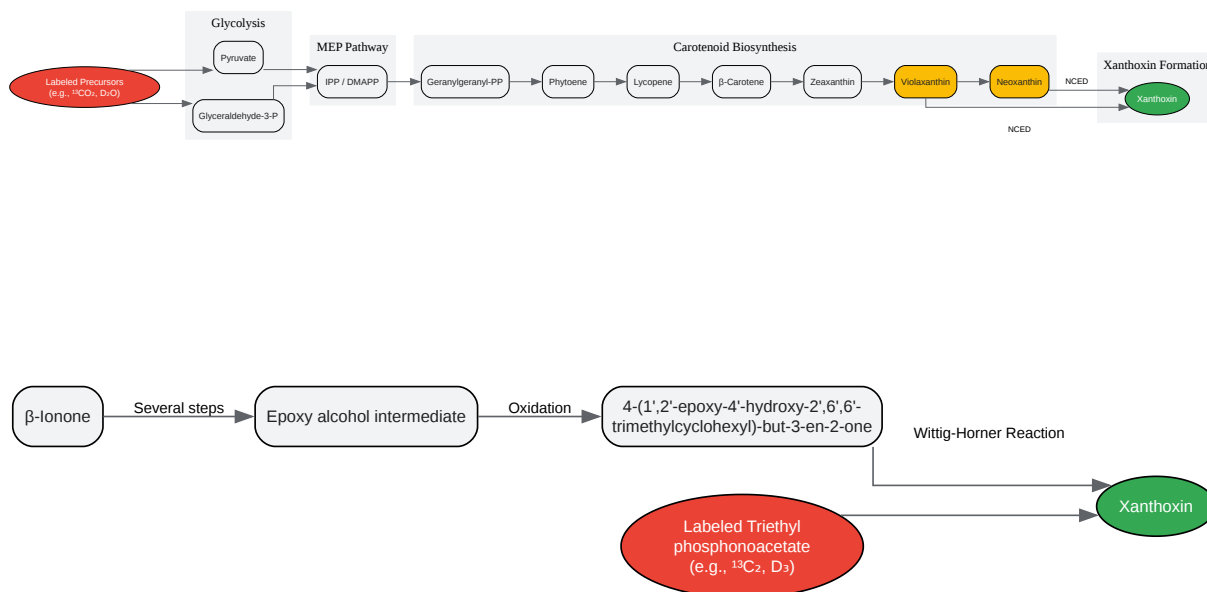 Glycolysis
Pyruvate
Labeled Precursors
(e.g., ¹³CO₂, D₂O)
Glyceraldehyde-3-P
MEP Pathway
IPP / DMAPP
Carotenoid Biosynthesis
Geranylgeranyl-PP
Phytoene
Lycopene
β-Carotene
Zeaxanthin
Violaxanthin
Neoxanthin
NCED
NCED
Xanthoxin Formation
Xanthoxin
β-Ionone
Several steps
Epoxy alcohol intermediate
Oxidation
4-(1',2'-epoxy-4'-hydroxy-2',6',6'-
trimethylcyclohexyl)-but-3-en-2-one
Wittig-Horner Reaction
Labeled Triethyl
phosphonoacetate
(e.g., ¹³C₂, D₃)
Xanthoxin